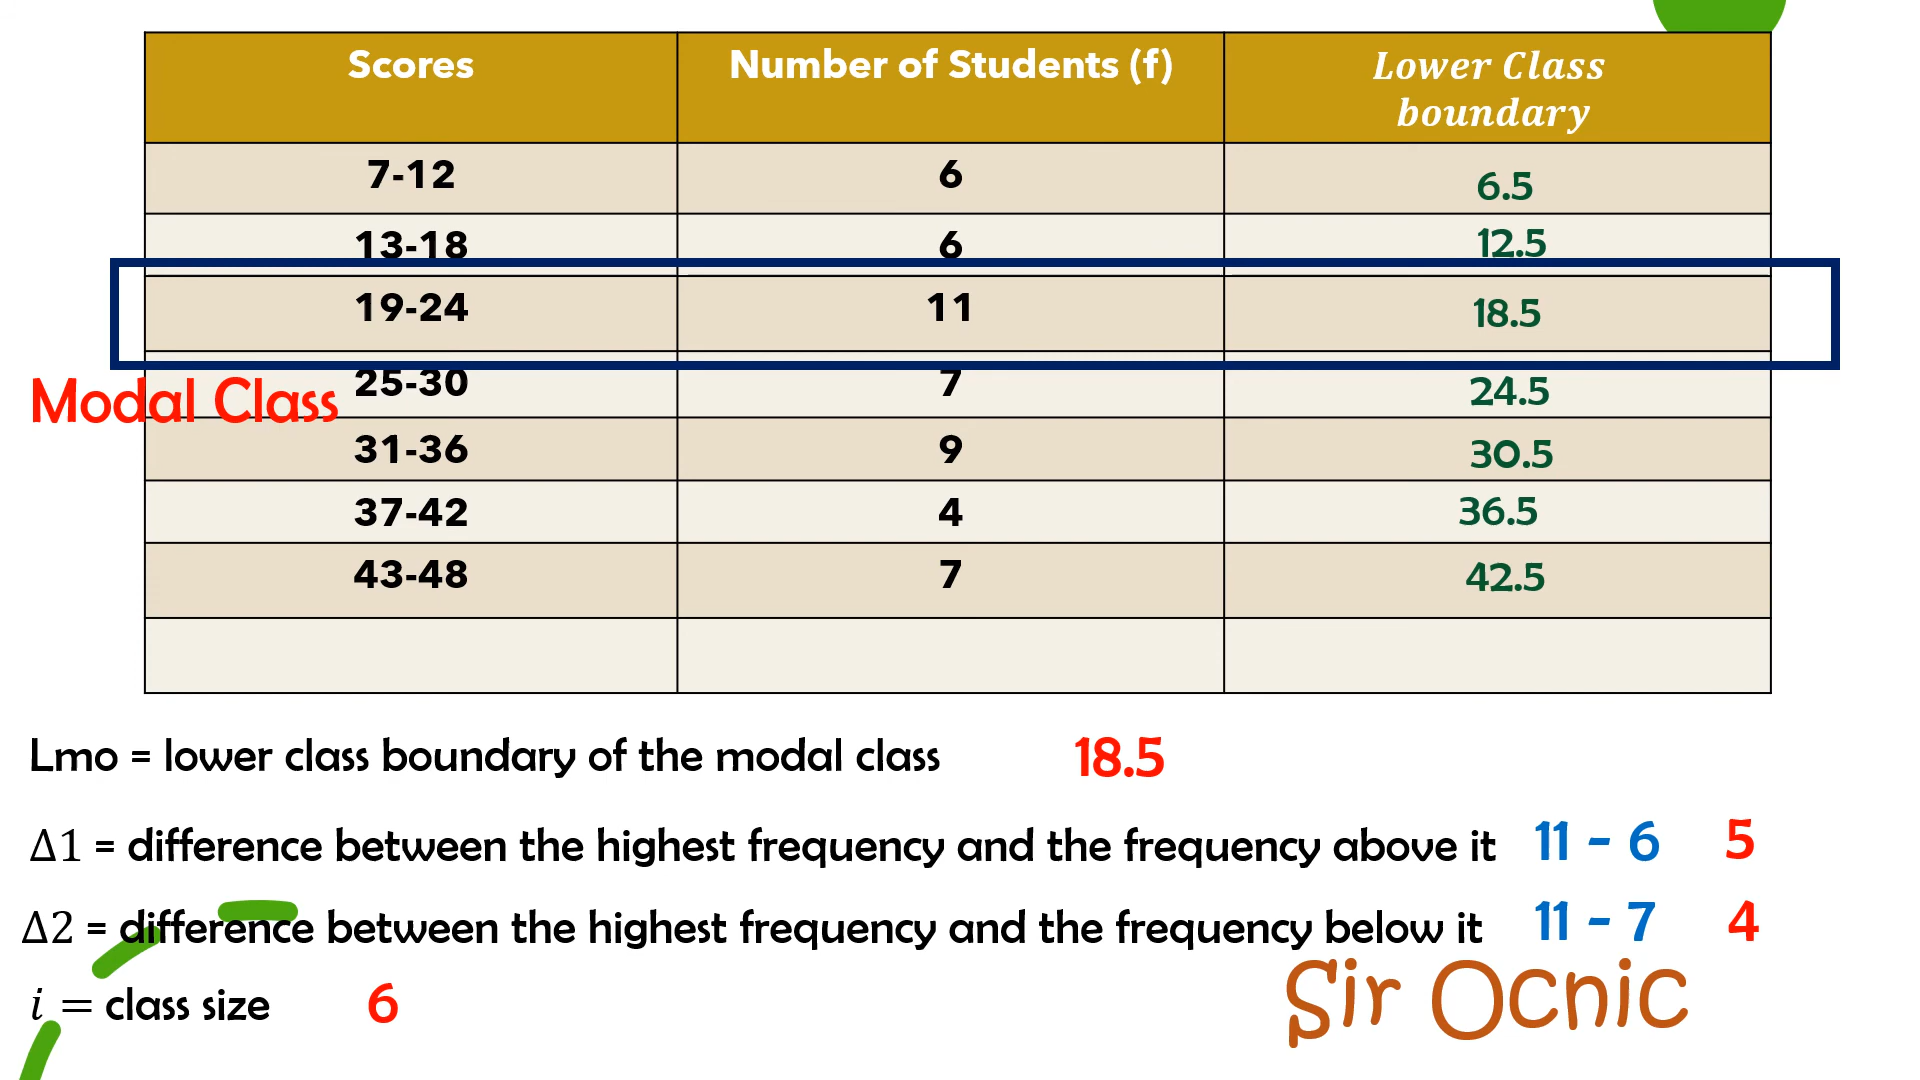 Scores Number of Students (f) Lower Class
boundary
7-12 6 6.5
13-18 6 12.5
19-24 11 18.5
Modal Class 25-30 7 24.5
31-36 9 30.5
37-42 4 36.5
43-48 7 42.5
Lmo = lower class boundary of the modal class 18.5
Δ1 = difference between the highest frequency and the frequency above it 11 - 6 5
Δ2 = difference between the highest frequency and the frequency below it 11 - 7 4
i = class size 6
Sir Ocnic